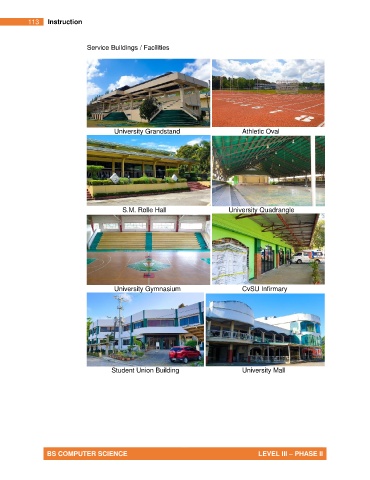 113 Instruction
Service Buildings / Facilities
University Grandstand Athletic Oval
S.M. Rolle Hall University Quadrangle
University Gymnasium CvSU Infirmary
Student Union Building University Mall
BS COMPUTER SCIENCE LEVEL III – PHASE II